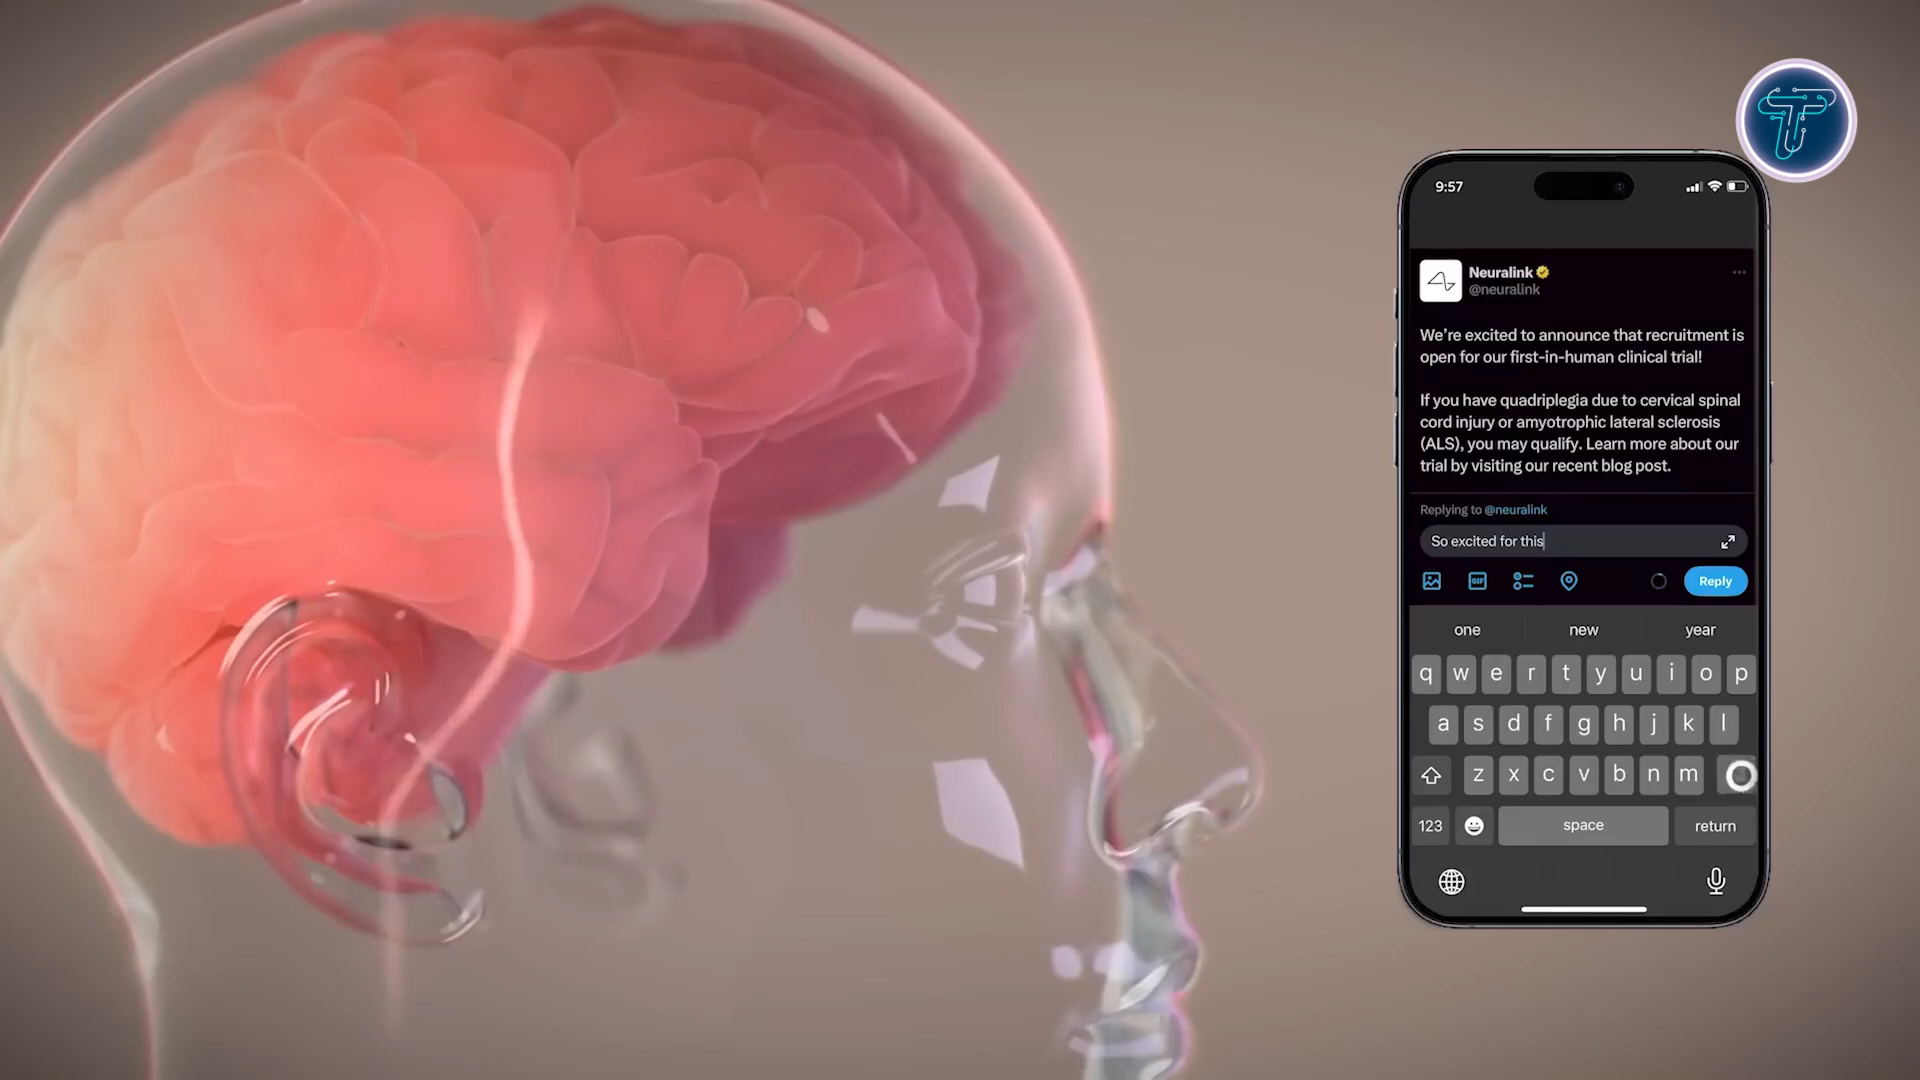 9:57
Neuralink
@neuralink
We're excited to announce that recruitment is
open for our first-in-human clinical trial!
If you have quadriplegia due to cervical spinal
cord injury or amyotrophic lateral sclerosis
(ALS), you may qualify. Learn more about our
trial by visiting our recent blog post.
Replying to @neuralink
So excited for this
GIF
Reply
one new year
q w e r t y u i o p
a s d f g h j k l
z x c v b n m
123 space return